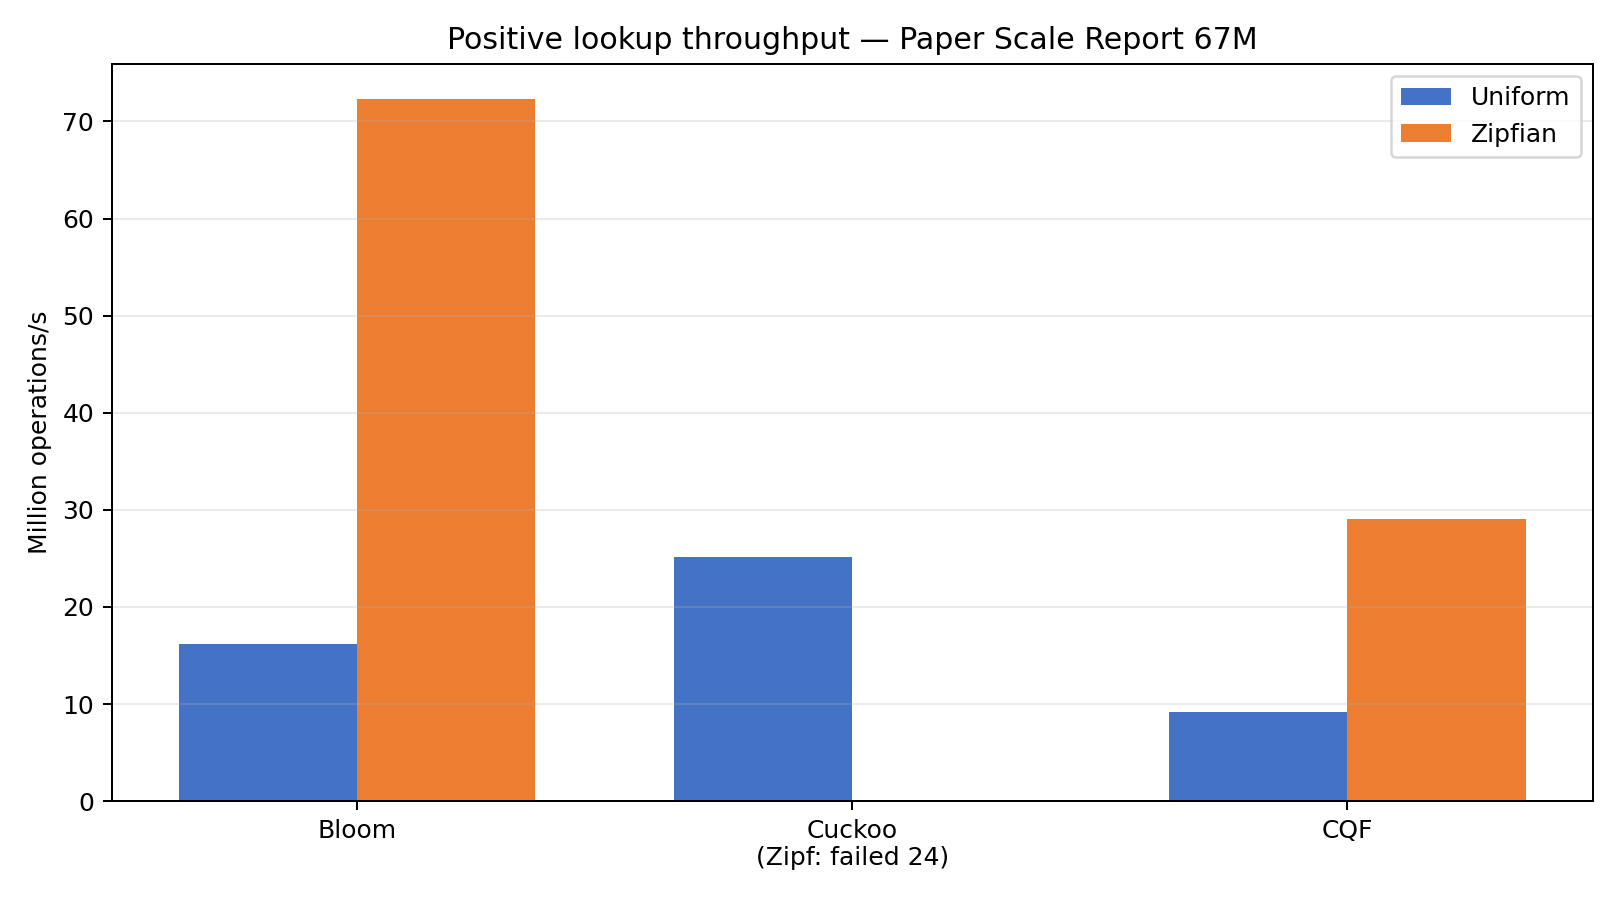 Positive lookup throughput — Paper Scale Report 67M
Uniform
Zipfian
Million operations/s
70
60
50
40
30
20
10
0
Bloom
Cuckoo
(Zipf: failed 24)
CQF